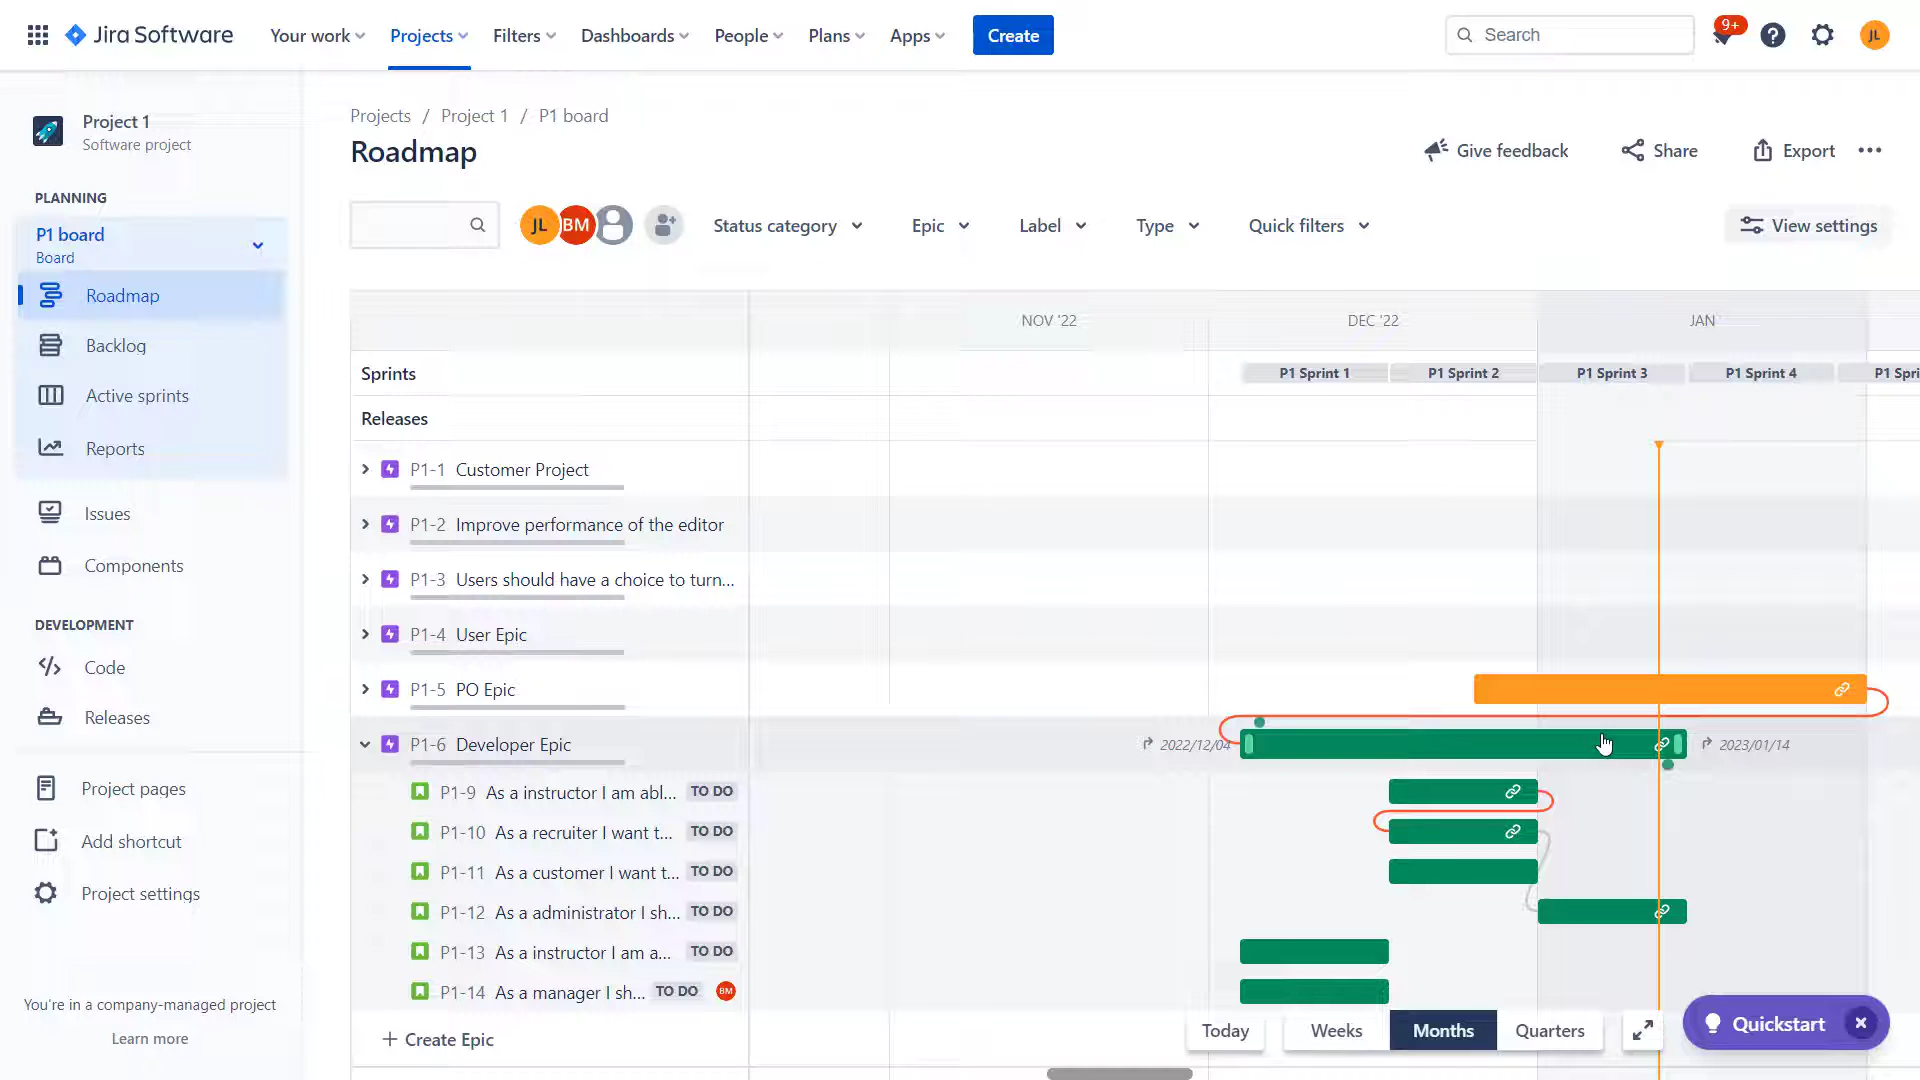 Jira Software Your work Projects Filters Dashboards People Plans Apps Create Search 9+ JL
Project 1
Software project
PLANNING
P1 board
Board
Roadmap
Backlog
Active sprints
Reports
Issues
Components
DEVELOPMENT
Code
Releases
Project pages
Add shortcut
Project settings
You're in a company-managed project
Learn more
Projects / Project 1 / P1 board
Roadmap
Give feedback Share Export
JL BM Status category Epic Label Type Quick filters View settings
NOV '22 DEC '22 JAN
Sprints P1 Sprint 1 P1 Sprint 2 P1 Sprint 3 P1 Sprint 4 P1 Spri
Releases
P1-1 Customer Project
P1-2 Improve performance of the editor
P1-3 Users should have a choice to turn...
P1-4 User Epic
P1-5 PO Epic
P1-6 Developer Epic 2022/12/04 2023/01/14
P1-9 As a instructor I am abl... TO DO
P1-10 As a recruiter I want t... TO DO
P1-11 As a customer I want t... TO DO
P1-12 As a administrator I sh... TO DO
P1-13 As a instructor I am a... TO DO
P1-14 As a manager I sh... TO DO BM
+ Create Epic
Today Weeks Months Quarters
Quickstart